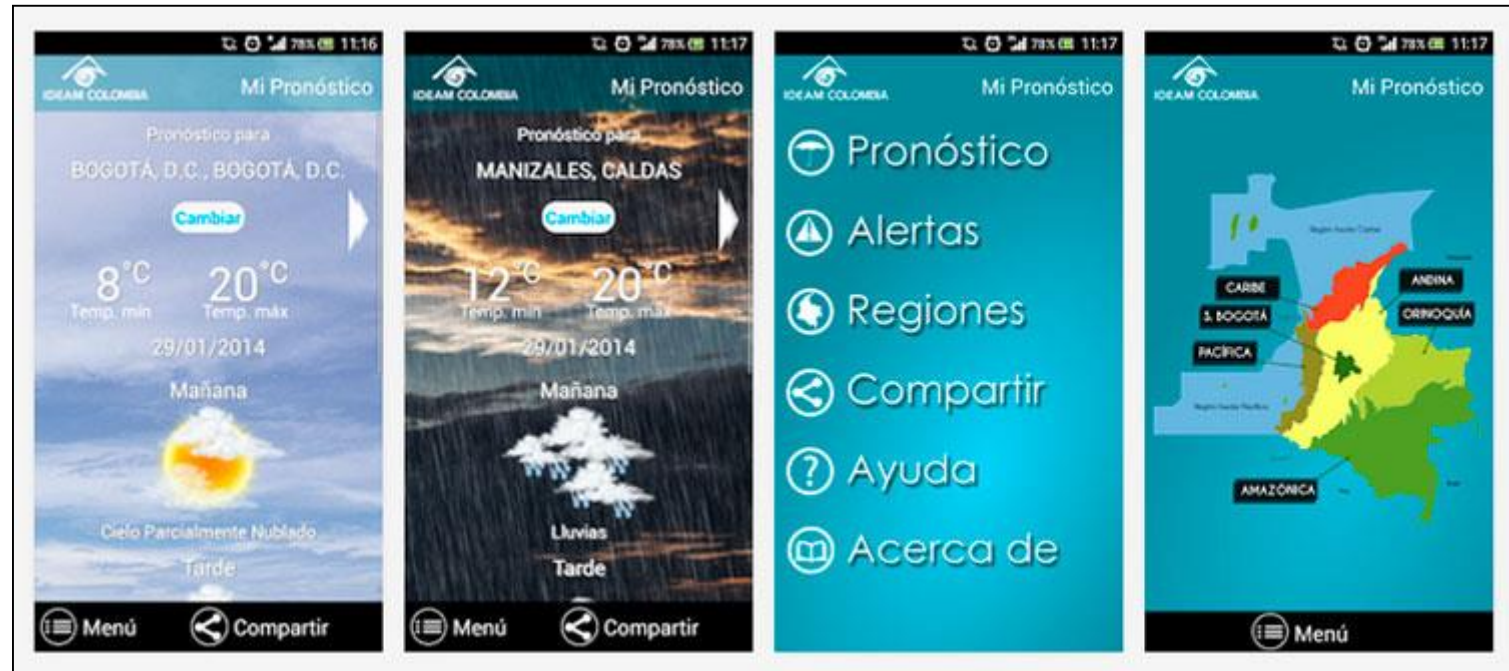 78% 11:16
IDEAM COLOMBIA
Mi Pronóstico
Pronóstico para
BOGOTÁ, D.C., BOGOTÁ, D.C.
Cambiar
8°C 20°C
Temp. mín Temp. máx
29/01/2014
Mañana
Cielo Parcialmente Nublado
Tarde
Menú Compartir
78% 11:17
IDEAM COLOMBIA
Mi Pronóstico
Pronóstico para
MANIZALES, CALDAS
Cambiar
12°C 20°C
Temp. mín Temp. máx
29/01/2014
Mañana
Lluvias
Tarde
Menú Compartir
78% 11:17
IDEAM COLOMBIA
Mi Pronóstico
Pronóstico
Alertas
Regiones
Compartir
Ayuda
Acerca de
78% 11:17
IDEAM COLOMBIA
Mi Pronóstico
CARIBE
ANDINA
S. BOGOTÁ
ORINOQUÍA
PACÍFICA
AMAZÓNICA
Menú